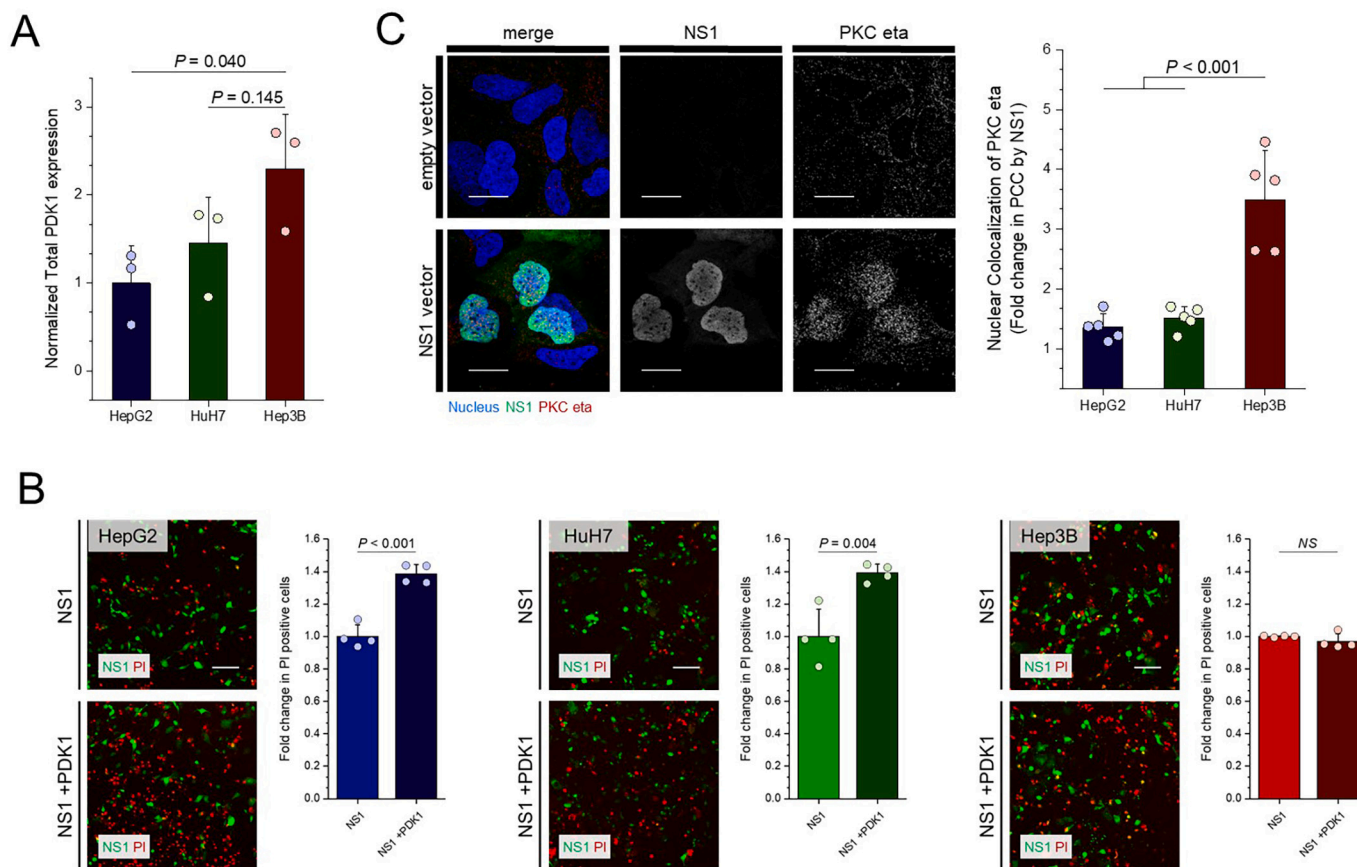 A
Normalized Total PDK1 expression
P = 0.040
P = 0.145
3
2
1
0
HepG2
HuH7
Hep3B
C
merge
NS1
PKC eta
empty vector
NS1 vector
Nucleus NS1 PKC eta
Nuclear Colocalization of PKC eta
(Fold change in PCC by NS1)
P < 0.001
6
5
4
3
2
1
HepG2
HuH7
Hep3B
B
NS1
HepG2
NS1 PI
NS1 +PDK1
NS1 PI
Fold change in PI positive cells
P < 0.001
1.6
1.4
1.2
1.0
0.8
0.6
0.4
0.2
0.0
NS1
NS1 +PDK1
NS1
HuH7
NS1 PI
NS1 +PDK1
NS1 PI
Fold change in PI positive cells
P = 0.004
1.6
1.4
1.2
1.0
0.8
0.6
0.4
0.2
0.0
NS1
NS1 +PDK1
NS1
Hep3B
NS1 PI
NS1 +PDK1
NS1 PI
Fold change in PI positive cells
NS
1.6
1.4
1.2
1.0
0.8
0.6
0.4
0.2
0.0
NS1
NS1 +PDK1